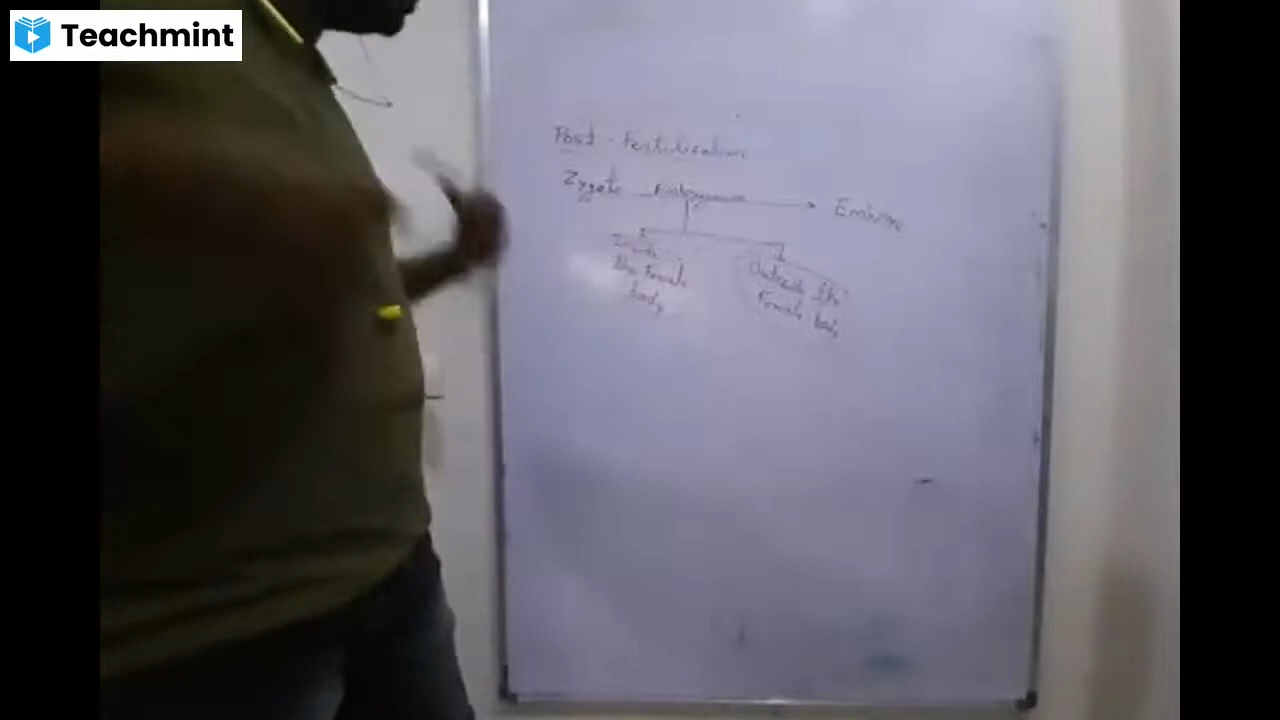 Teachmint
Post - Fertilization
Zygote Embryogenesis Embryo
Inside
the Female
body
Outside the
Female body